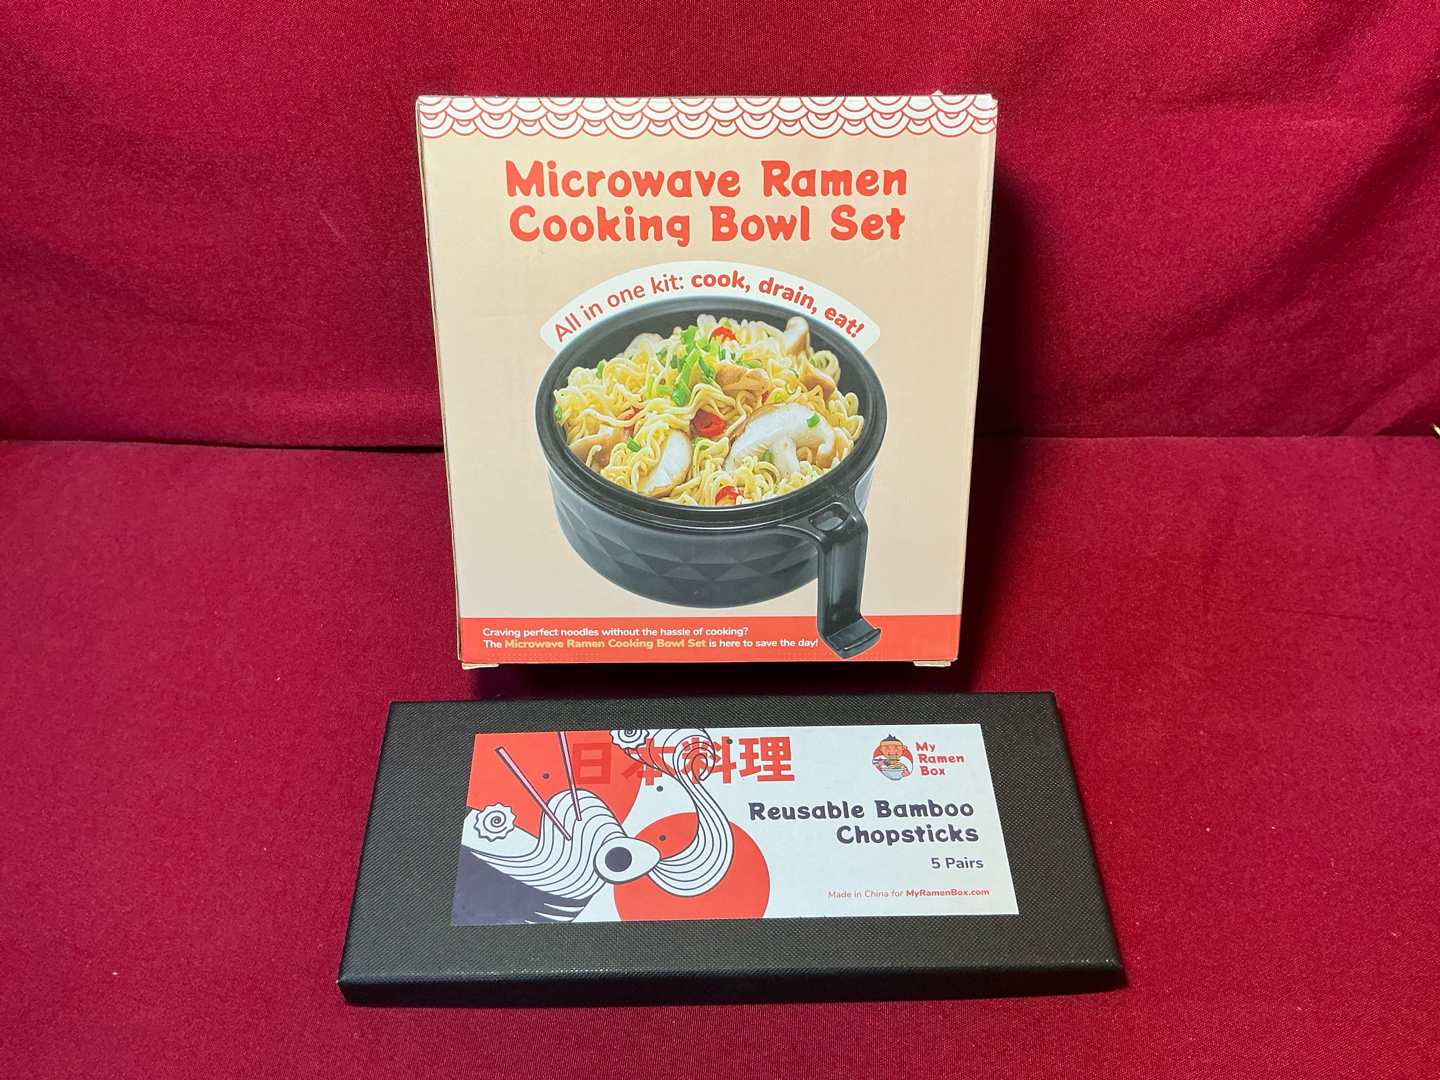 Microwave Ramen
Cooking Bowl Set
All in one kit: cook, drain, eat!
Craving perfect noodles without the hassle of cooking?
The Microwave Ramen Cooking Bowl Set is here to save the day!
日本料理
My
Ramen
Box
Reusable Bamboo
Chopsticks
5 Pairs
Made in China for MyRamenBox.com